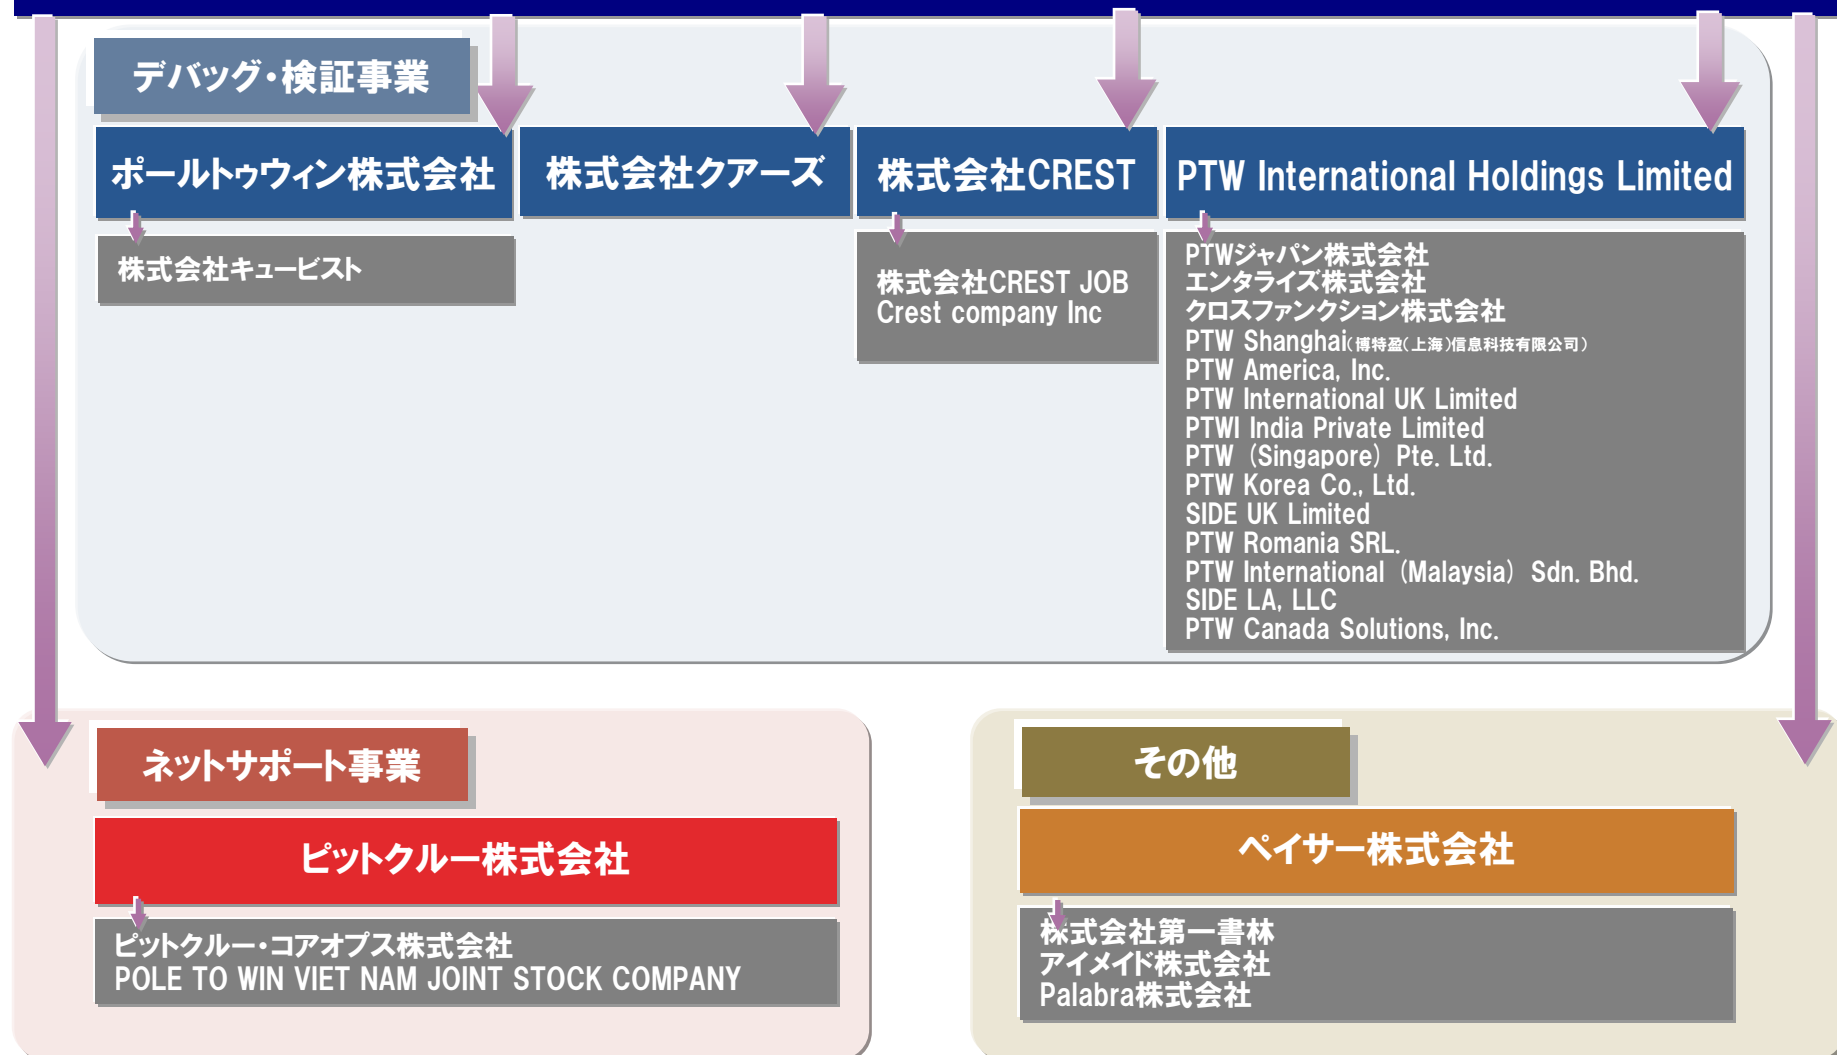 デバッグ・検証事業
ポールトゥウィン株式会社
株式会社キュービスト
株式会社クアーズ
株式会社CREST
株式会社CREST JOB
Crest company Inc
PTW International Holdings Limited
PTWジャパン株式会社
エンタライズ株式会社
クロスファンクション株式会社
PTW Shanghai(博特盈(上海)信息科技有限公司)
PTW America, Inc.
PTW International UK Limited
PTWI India Private Limited
PTW (Singapore) Pte. Ltd.
PTW Korea Co., Ltd.
SIDE UK Limited
PTW Romania SRL.
PTW International (Malaysia) Sdn. Bhd.
SIDE LA, LLC
PTW Canada Solutions, Inc.
ネットサポート事業
ピットクルー株式会社
ピットクルー・コアオプス株式会社
POLE TO WIN VIET NAM JOINT STOCK COMPANY
その他
ペイサー株式会社
株式会社第一書林
アイメイド株式会社
Palabra株式会社